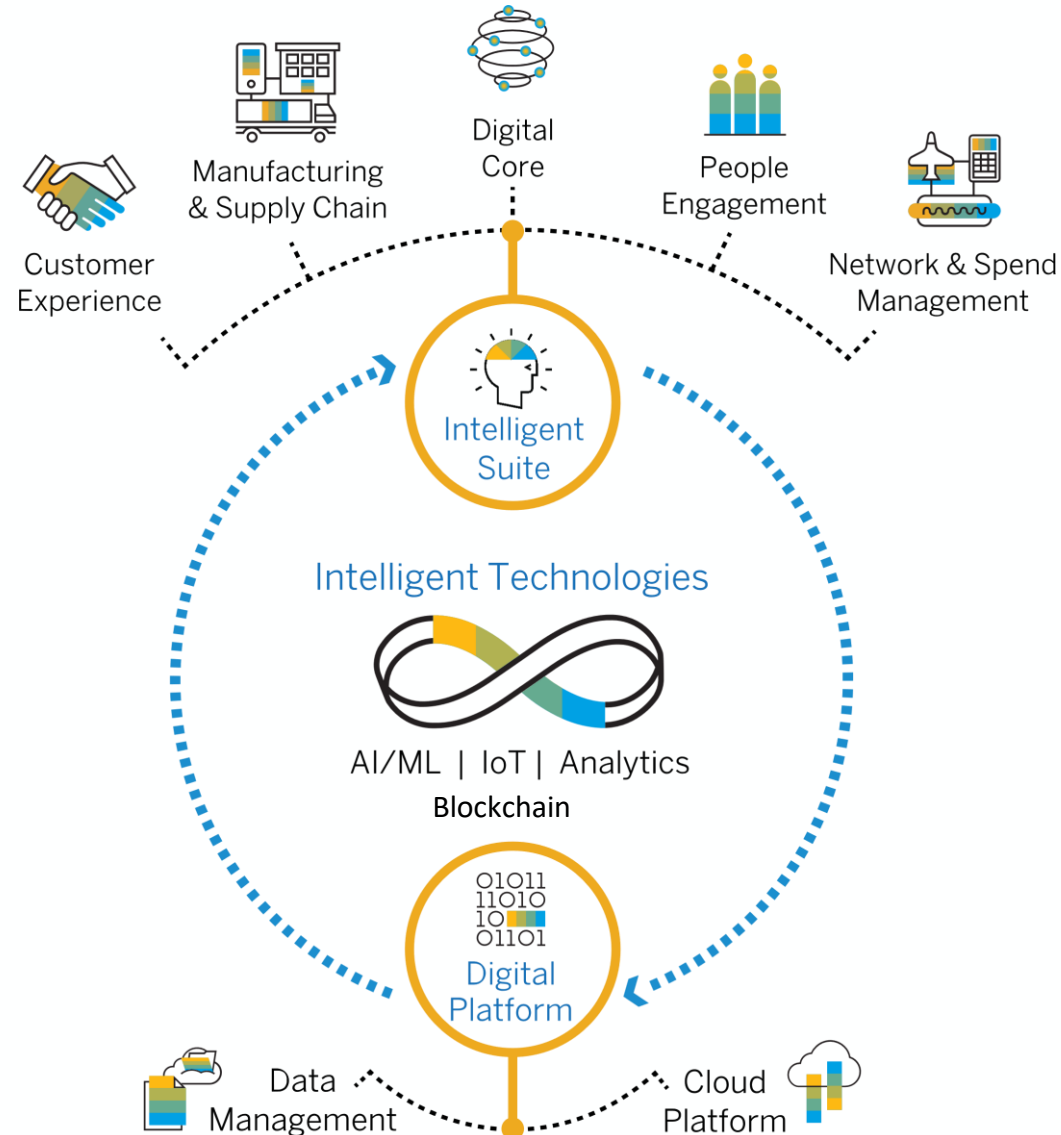 Digital
Core
Manufacturing
& Supply Chain
People
Engagement
Customer
Experience
Network & Spend
Management
Intelligent
Suite
Intelligent Technologies
AI/ML | IoT | Analytics
Blockchain
01011
11010
10
01101
Digital
Platform
Data
Management
Cloud
Platform